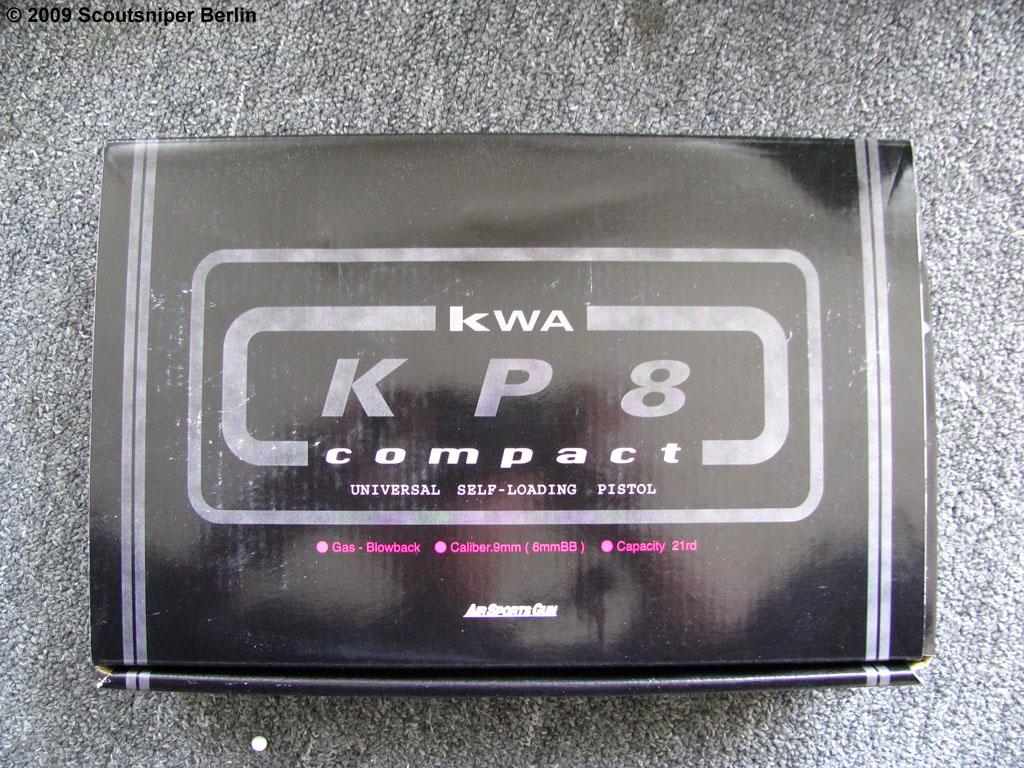 © 2009 Scoutsniper Berlin
KWA
K P 8
compact
UNIVERSAL SELF-LOADING PISTOL
Gas - Blowback Caliber.9mm ( 6mmBB ) Capacity 21rd
AIR SPORTS GUN